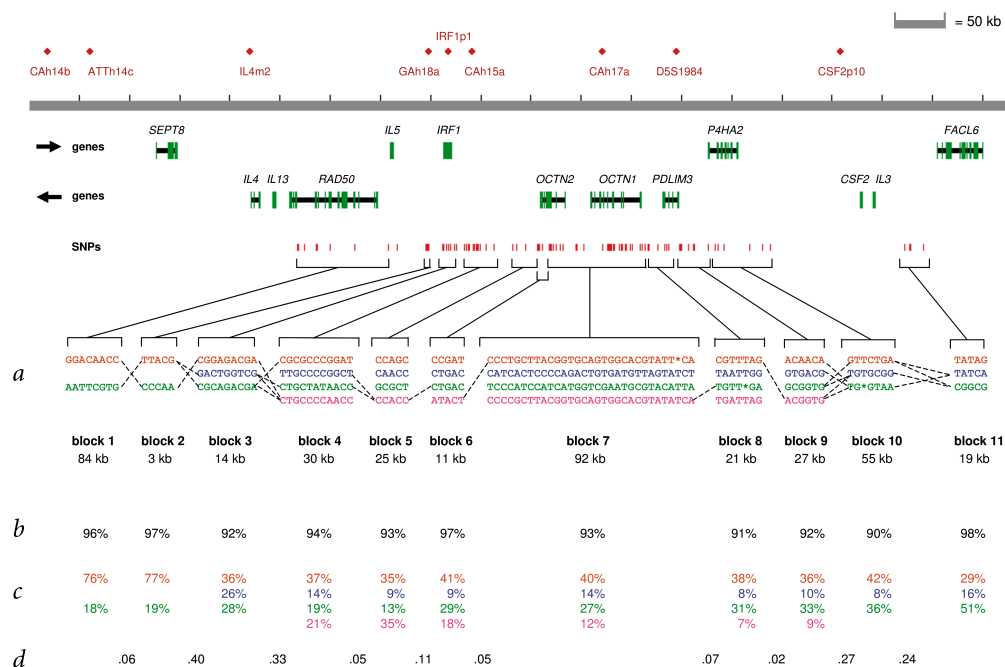 = 50 kb
IRF1p1
CAh14b ATTh14c IL4m2 GAh18a CAh15a CAh17a D5S1984 CSF2p10
SEPT8 IL5 IRF1 P4HA2 FACL6
genes
IL4 IL13 RAD50 OCTN2 OCTN1 PDLIM3 CSF2 IL3
genes
SNPs
a
GGACAACC TTACG CGGAGACGA CGCGCCCGGAT CCAGC CCGAT CCCTGCTTACGGTGCAGTGGCACGTATT*CA CGTTTAG ACAACA GTTCTGA TATAG
GACTGGTCG TTGCCCCGGCT CAACC CTGAC CATCACTCCCCAGACTGTGATGTTAGTATCT TAATTGG GTGACG TGTGCGG TATCA
AATTCGTG CCCAA CGCAGACGA CTGCTATAACC GCGCT CTGAC TCCCATCCATCATGGTCGAATGCGTACATTA TGTT*GA GCGGTG TG*GTAA CGGCG
CTGCCCCAACC CCACC ATACT CCCCGCTTACGGTGCAGTGGCACGTATATCA TGATTAG ACGGTG
block 1 block 2 block 3 block 4 block 5 block 6 block 7 block 8 block 9 block 10 block 11
84 kb 3 kb 14 kb 30 kb 25 kb 11 kb 92 kb 21 kb 27 kb 55 kb 19 kb
b
96% 97% 92% 94% 93% 97% 93% 91% 92% 90% 98%
c
76% 77% 36% 37% 35% 41% 40% 38% 36% 42% 29%
26% 14% 9% 9% 14% 8% 10% 8% 16%
18% 19% 28% 19% 13% 29% 27% 31% 33% 36% 51%
21% 35% 18% 12% 7% 9%
d
.06 .40 .33 .05 .11 .05 .07 .02 .27 .24